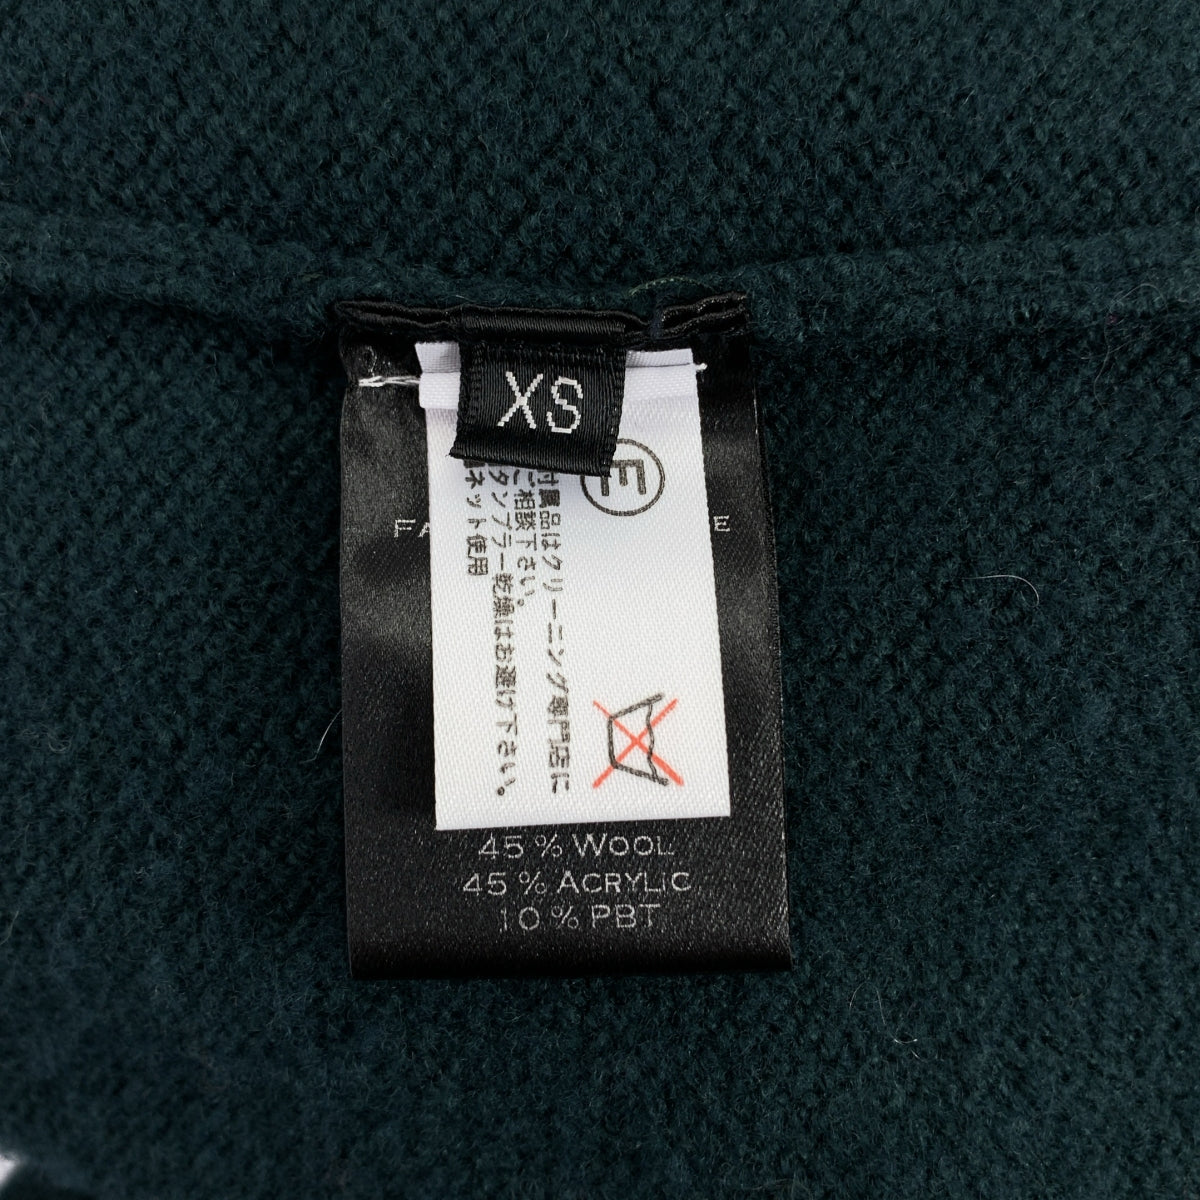 XS
F
付属品はクリーニング専門店に
ご相談下さい。
タンブラー乾燥はお避け下さい。
ネット使用
45% WOOL
45% ACRYLIC
10% PBT